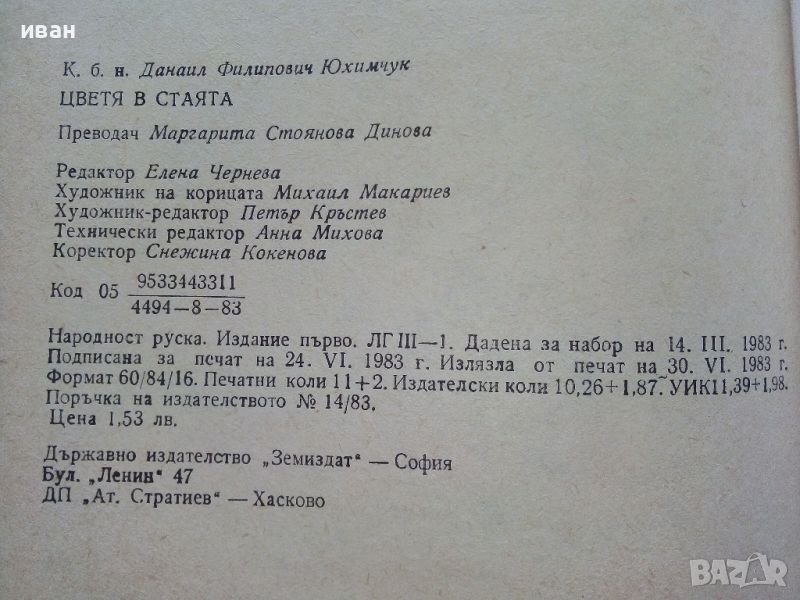 иван
К. б. н. Данаил Филипович Юхимчук
ЦВЕТЯ В СТАЯТА
Преводач Маргарита Стоянова Динова
Редактор Елена Чернева
Художник на корицата Михаил Макариев
Художник-редактор Петър Кръстев
Технически редактор Анна Михова
Коректор Снежина Кокенова
Код 05 9533443311
4494—8—83
Народност руска. Издание първо. ЛГ III—1. Дадена за набор на 14. III. 1983 г.
Подписана за печат на 24. VI. 1983 г. Излязла от печат на 30. VI. 1983 г.
Формат 60/84/16. Печатни коли 11+2. Издателски коли 10,26+1,87. УИК11,39+1,98.
Поръчка на издателството № 14/83.
Цена 1,53 лв.
Държавно издателство „Земиздат“ — София
Бул. „Ленин“ 47
ДП „Ат. Стратиев“ — Хасково
BAZAR